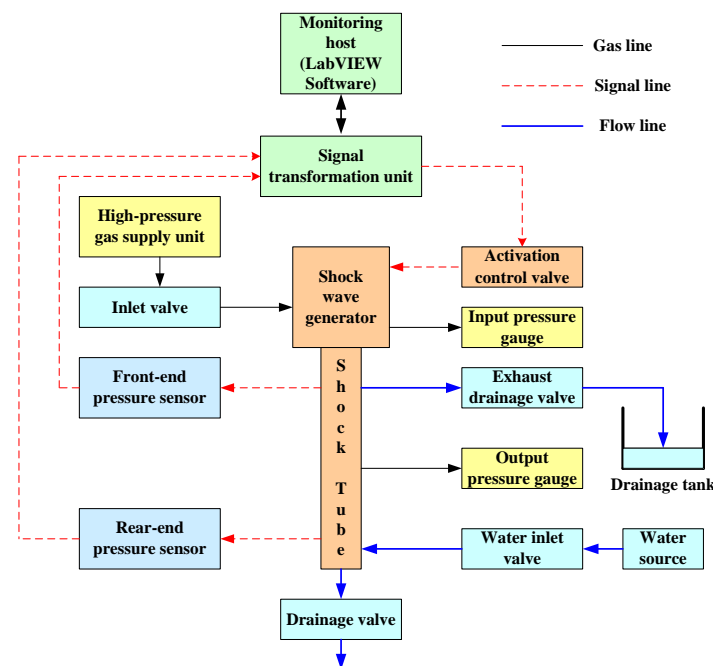 Monitoring
host
(LabVIEW
Software)
Gas line
Signal line
Flow line
Signal
transformation unit
High-pressure
gas supply unit
Shock
wave
generator
Activation
control valve
Inlet valve
Input pressure
gauge
Front-end
pressure sensor
Shock Tube
Exhaust
drainage valve
Output
pressure gauge
Drainage tank
Rear-end
pressure sensor
Water inlet
valve
Water
source
Drainage valve